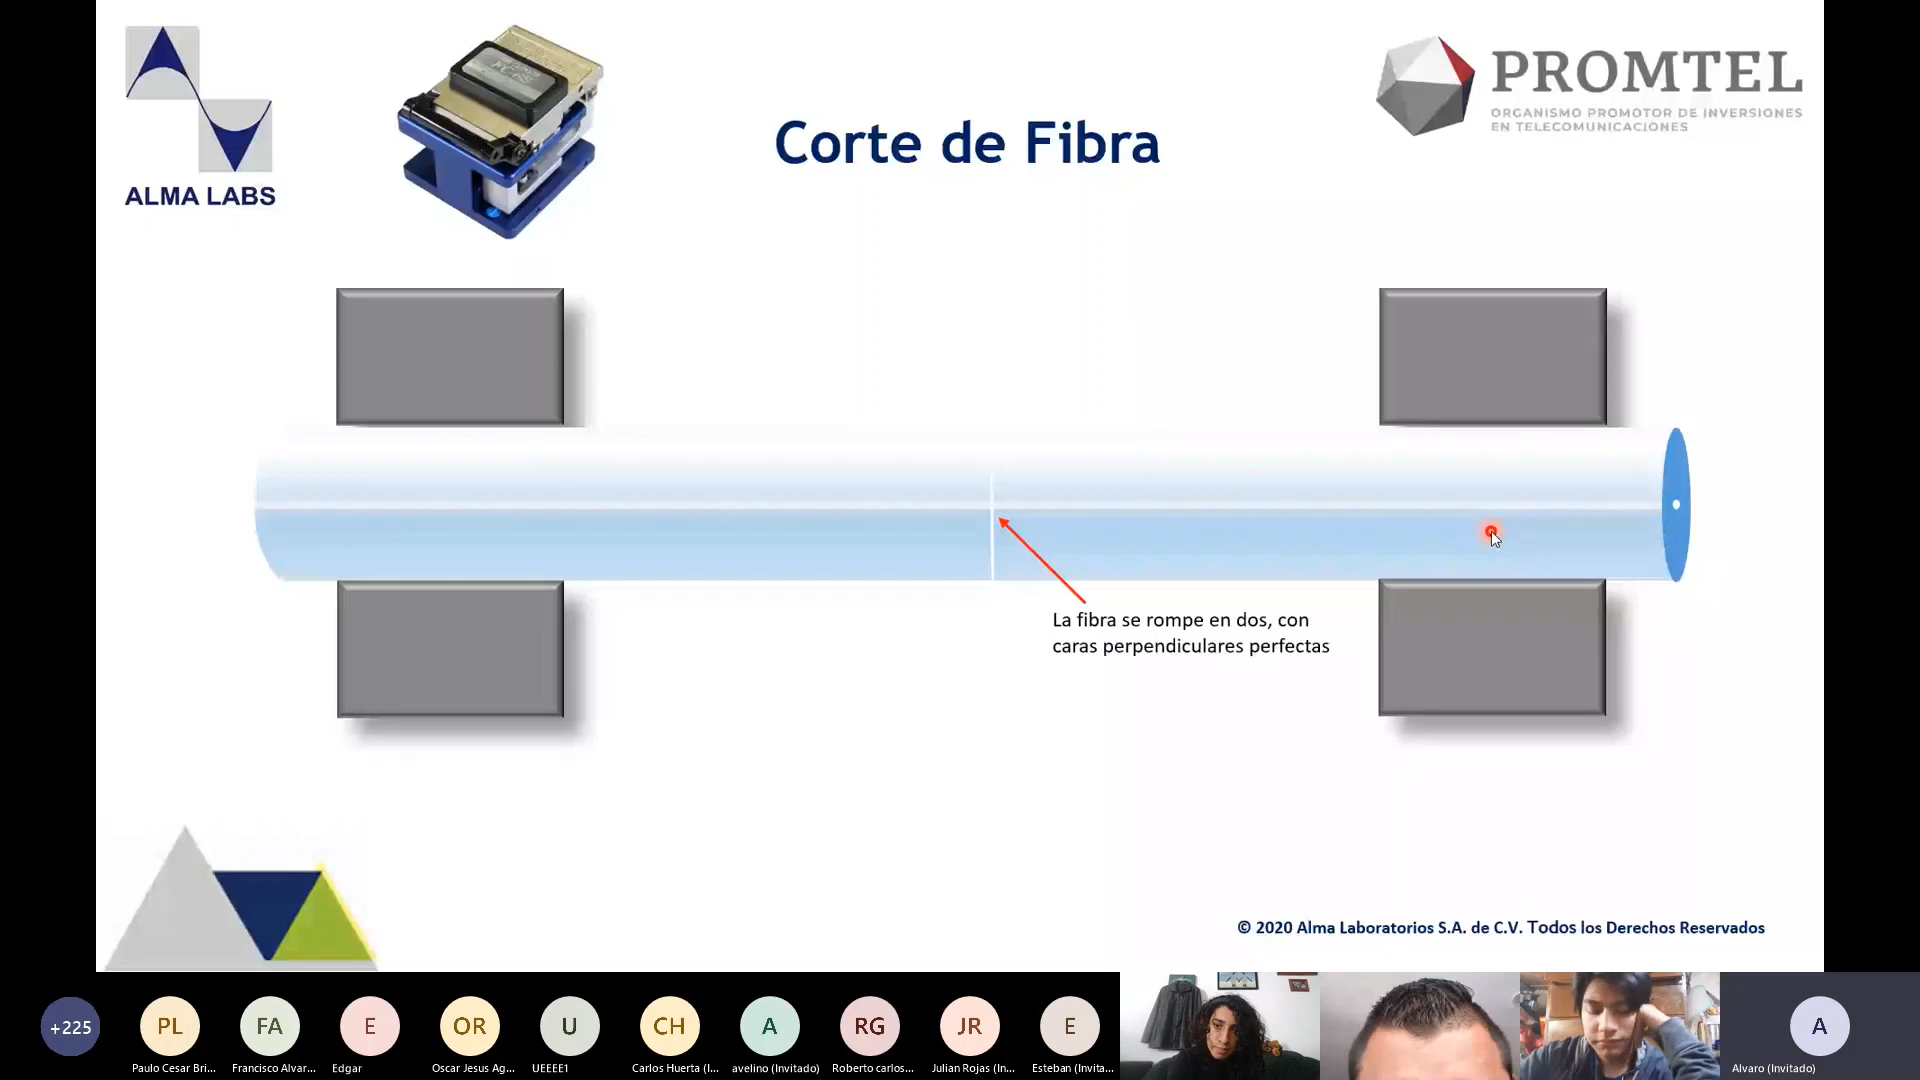 ALMA LABS
Corte de Fibra
PROMTEL
ORGANISMO PROMOTOR DE INVERSIONES
EN TELECOMUNICACIONES
La fibra se rompe en dos, con
caras perpendiculares perfectas
© 2020 Alma Laboratorios S.A. de C.V. Todos los Derechos Reservados
+225
PL
FA
E
OR
U
CH
A
RG
JR
E
A
Paulo Cesar Bri...
Francisco Alvar...
Edgar
Oscar Jesus Ag...
UEEEE1
Carlos Huerta (I...
avelino (Invitado)
Roberto carlos...
Julian Rojas (In...
Esteban (Invita...
Alvaro (Invitado)